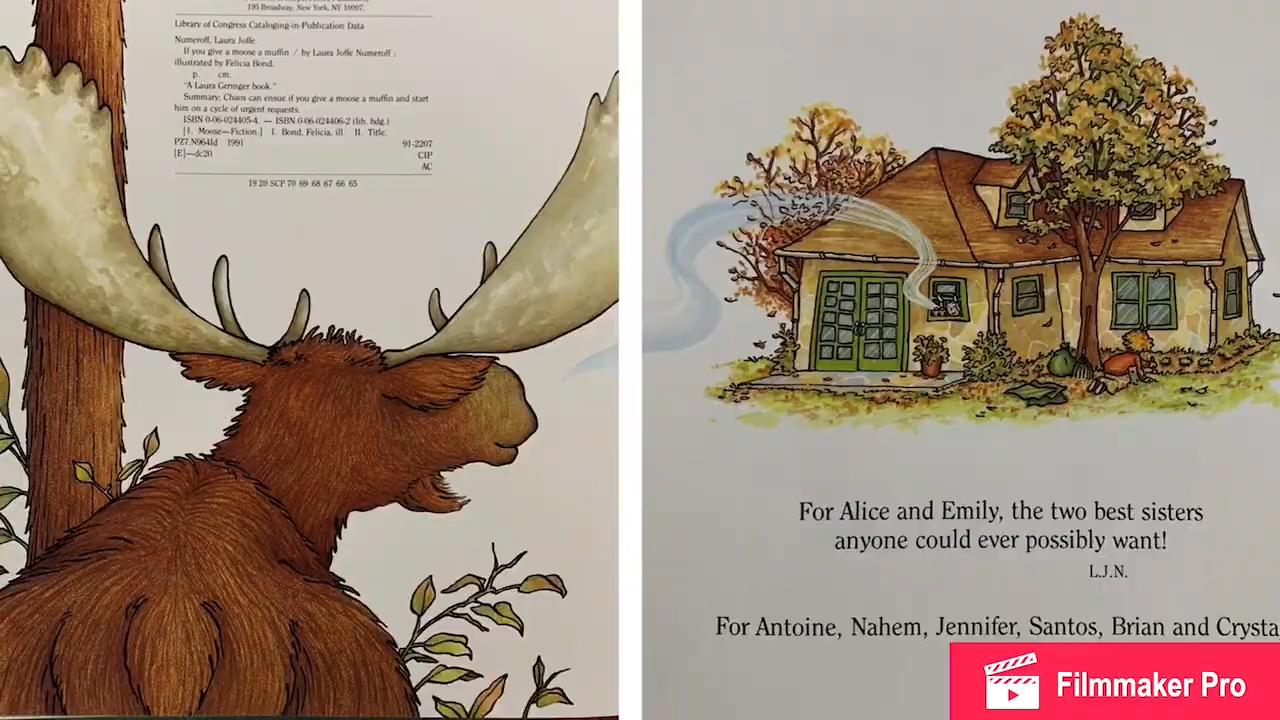 195 Broadway, New York, NY 10007.
Library of Congress Cataloging-in-Publication Data
Numeroff, Laura Joffe.
If you give a moose a muffin / by Laura Joffe Numeroff ;
illustrated by Felicia Bond.
p. cm.
"A Laura Geringer book."
Summary: Chaos can ensue if you give a moose a muffin and start
him on a cycle of urgent requests.
ISBN 0-06-024405-4. — ISBN 0-06-024406-2 (lib. bdg.)
[1. Moose—Fiction.] I. Bond, Felicia, ill. II. Title.
PZ7.N964Id 1991 91-2207
[E]—dc20 CIP
AC
19 20 SCP 70 69 68 67 66 65
For Alice and Emily, the two best sisters
anyone could ever possibly want!
L.J.N.
For Antoine, Nahem, Jennifer, Santos, Brian and Crysta
Filmmaker Pro